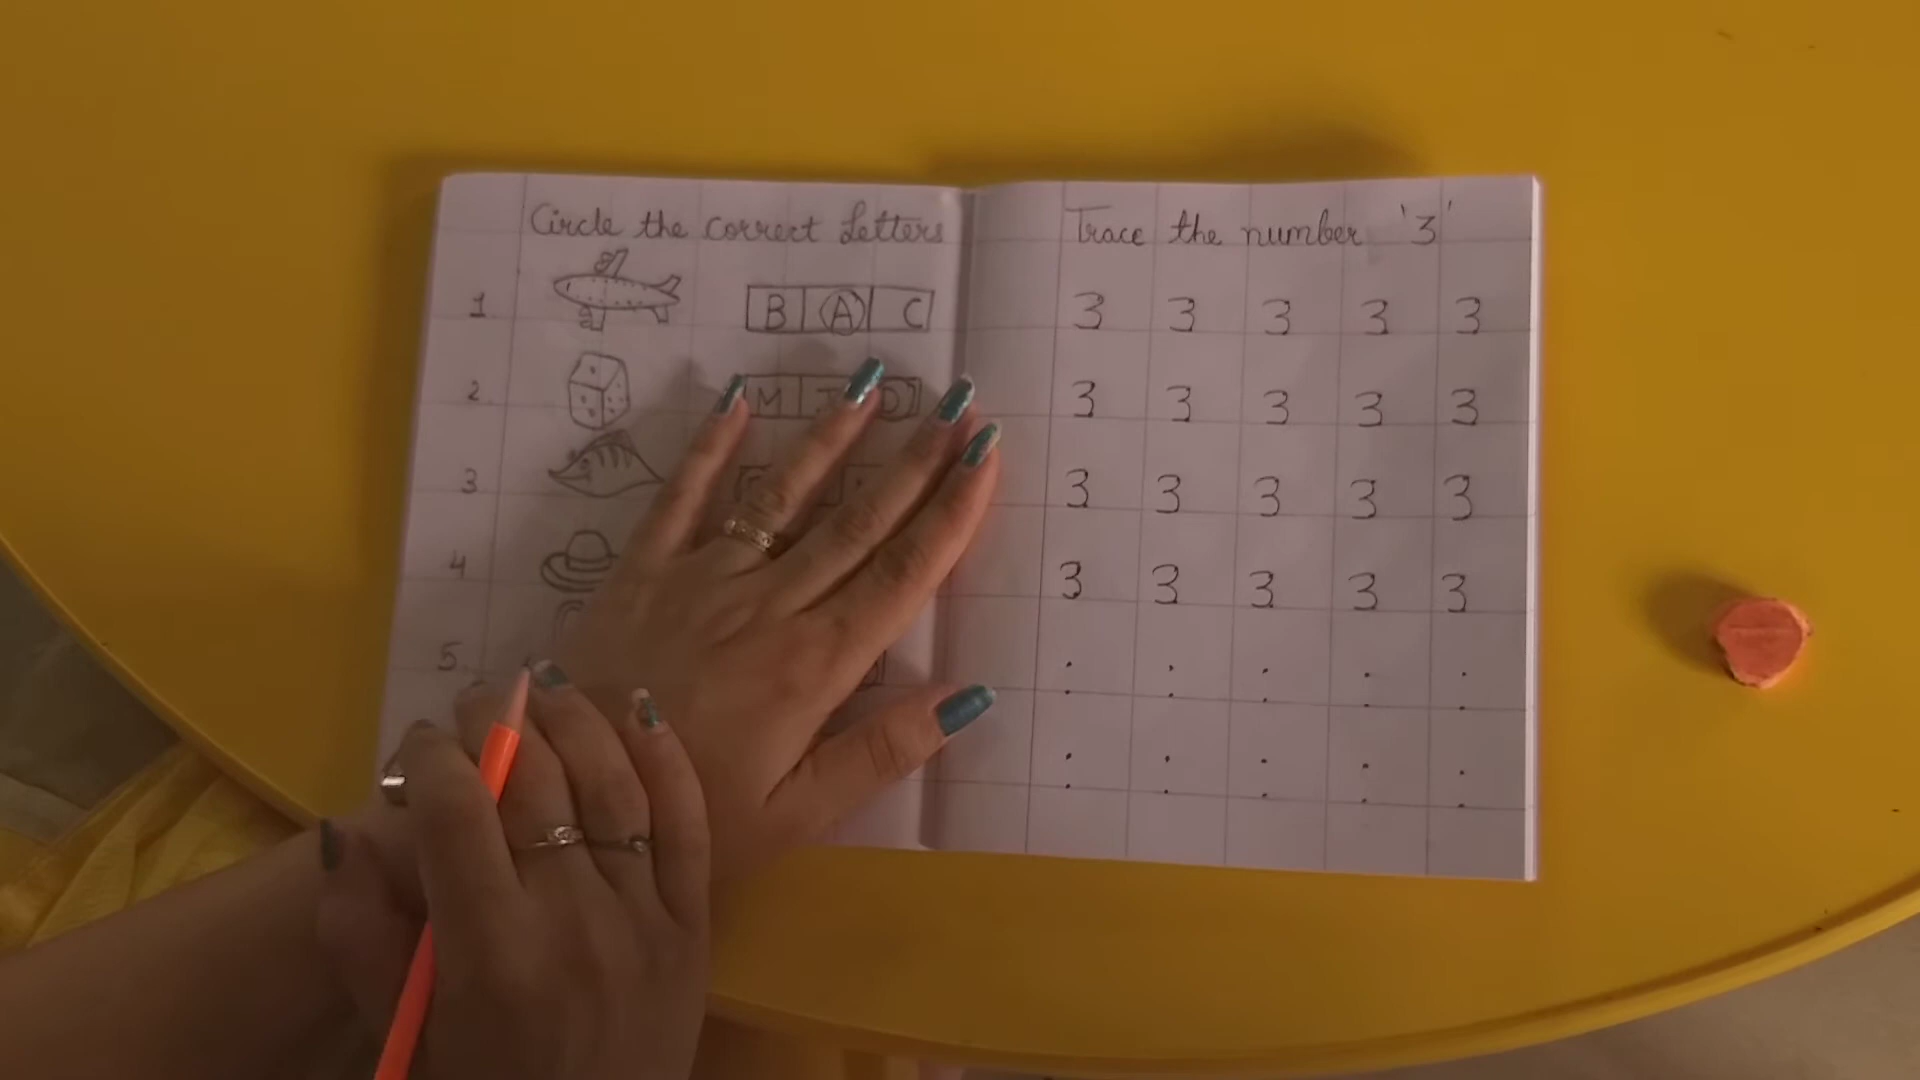 Circle the correct Letters
1 B A C
2. M D
3
4
5.
Trace the number '3'
3 3 3 3 3
3 3 3 3 3
3 3 3 3 3
3 3 3 3 3